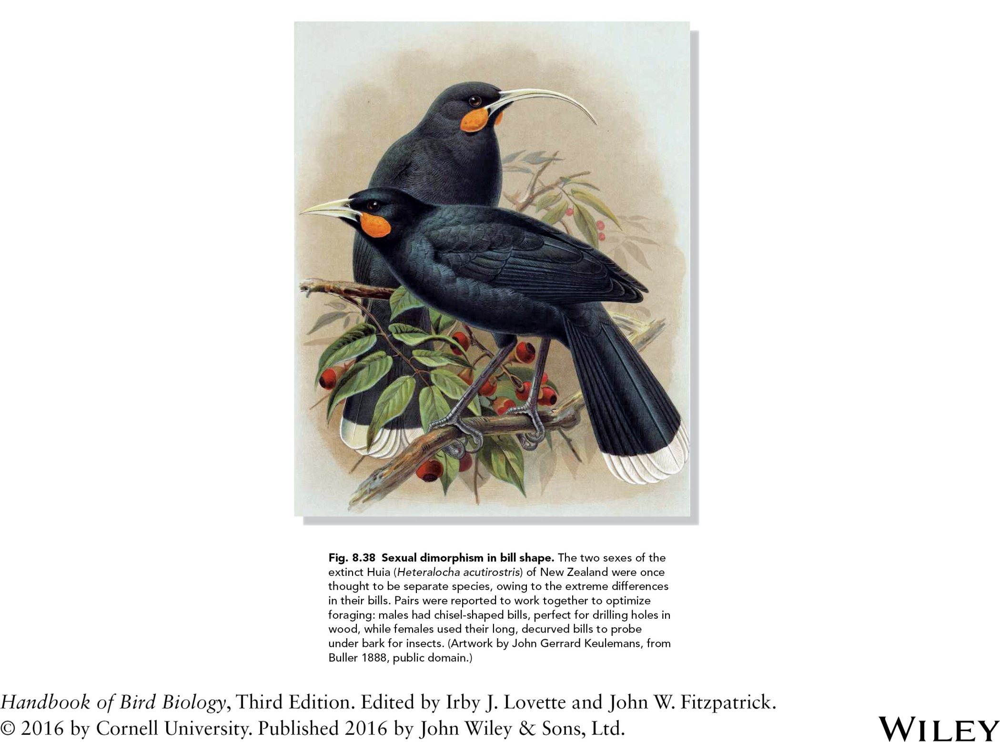 Fig. 8.38 Sexual dimorphism in bill shape. The two sexes of the
extinct Huia (Heteralocha acutirostris) of New Zealand were once
thought to be separate species, owing to the extreme differences
in their bills. Pairs were reported to work together to optimize
foraging: males had chisel-shaped bills, perfect for drilling holes in
wood, while females used their long, decurved bills to probe
under bark for insects. (Artwork by John Gerrard Keulemans, from
Buller 1888, public domain.)
Handbook of Bird Biology, Third Edition. Edited by Irby J. Lovette and John W. Fitzpatrick.
© 2016 by Cornell University. Published 2016 by John Wiley & Sons, Ltd.
WILEY